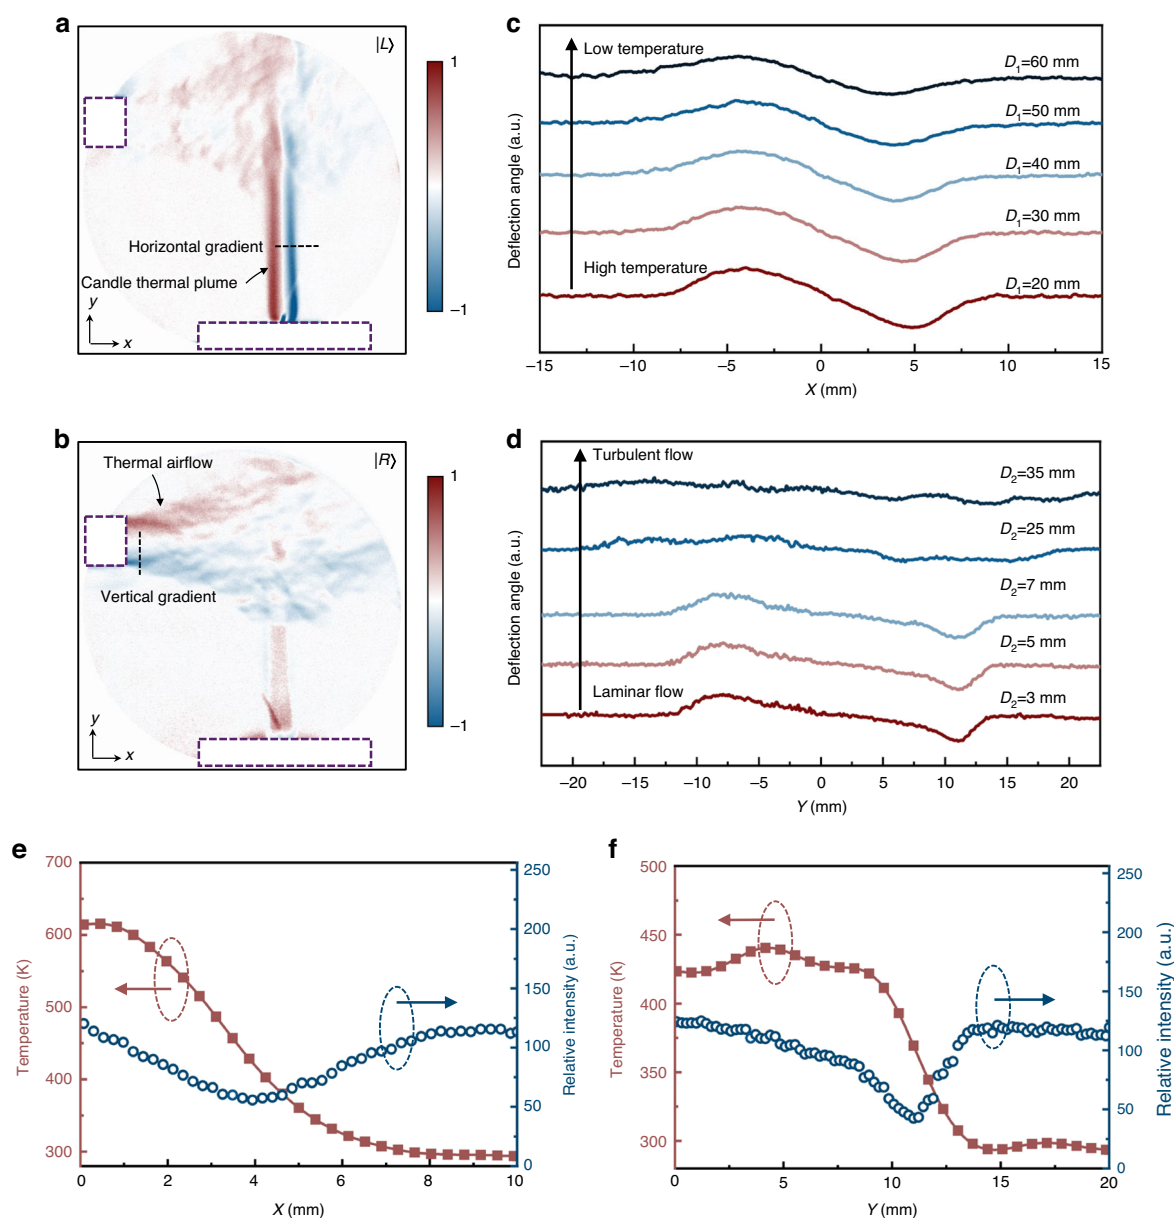 a
|L⟩
1
Horizontal gradient
Candle thermal plume
y
x
−1
c
Low temperature
D1=60 mm
D1=50 mm
D1=40 mm
D1=30 mm
High temperature
D1=20 mm
Deflection angle (a.u.)
−15
−10
−5
0
5
10
15
X (mm)
b
|R⟩
1
Thermal airflow
Vertical gradient
y
x
−1
d
Turbulent flow
D2=35 mm
D2=25 mm
D2=7 mm
D2=5 mm
Laminar flow
D2=3 mm
Deflection angle (a.u.)
−20
−15
−10
−5
0
5
10
15
20
Y (mm)
e
700
600
500
400
300
Temperature (K)
250
200
150
100
50
0
Relative intensity (a.u.)
0
2
4
6
8
10
X (mm)
f
500
450
400
350
300
Temperature (K)
250
200
150
100
50
0
Relative intensity (a.u.)
0
5
10
15
20
Y (mm)